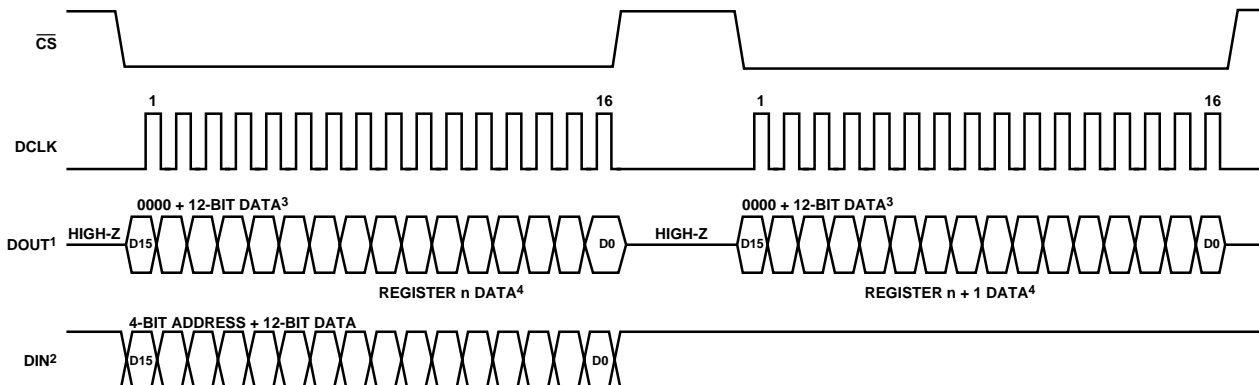 CS
1 16 1 16
DCLK
0000 + 12-BIT DATA3 0000 + 12-BIT DATA3
DOUT1 HIGH-Z D15 D0 HIGH-Z D15 D0
REGISTER n DATA4 REGISTER n + 1 DATA4
4-BIT ADDRESS + 12-BIT DATA
DIN2 D15 D0